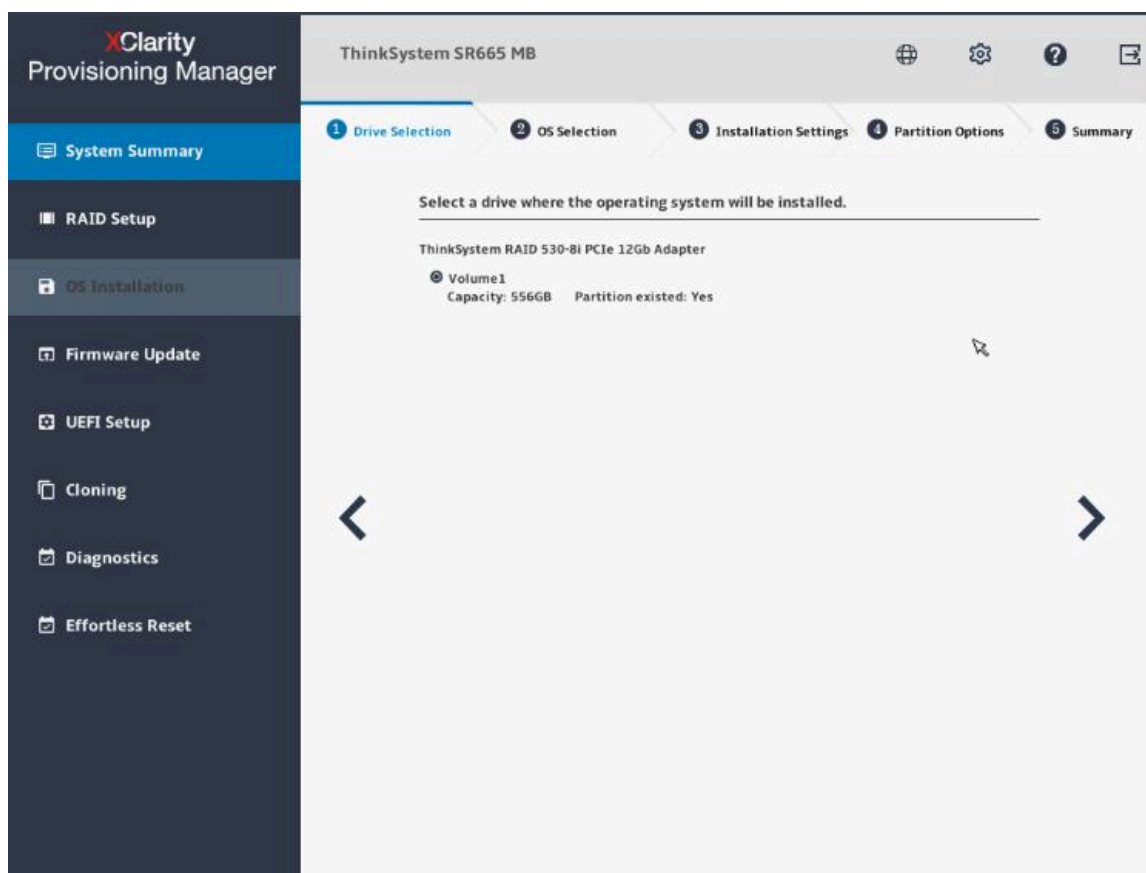 XClarity
Provisioning Manager
ThinkSystem SR665 MB
System Summary
RAID Setup
OS Installation
Firmware Update
UEFI Setup
Cloning
Diagnostics
Effortless Reset
1 Drive Selection
2 OS Selection
3 Installation Settings
4 Partition Options
5 Summary
Select a drive where the operating system will be installed.
ThinkSystem RAID 530-8i PCIe 12Gb Adapter
Volume1
Capacity: 556GB Partition existed: Yes